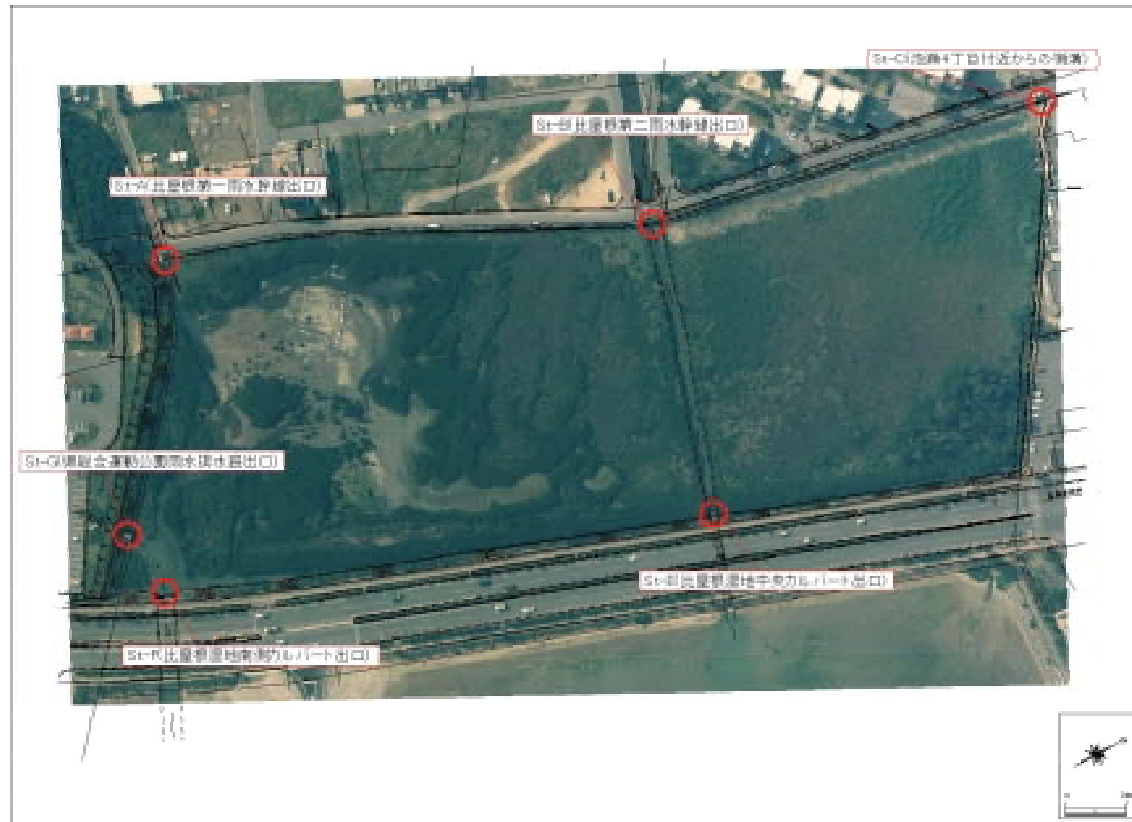 St-C(泡瀬4丁目付近からの側溝)
St-B(比屋根第二雨水幹線出口)
St-A(比屋根第一雨水幹線出口)
St-G(県総合運動公園雨水排水路出口)
St-E(比屋根湿地中央カルバート出口)
St-F(比屋根湿地南側カルバート出口)